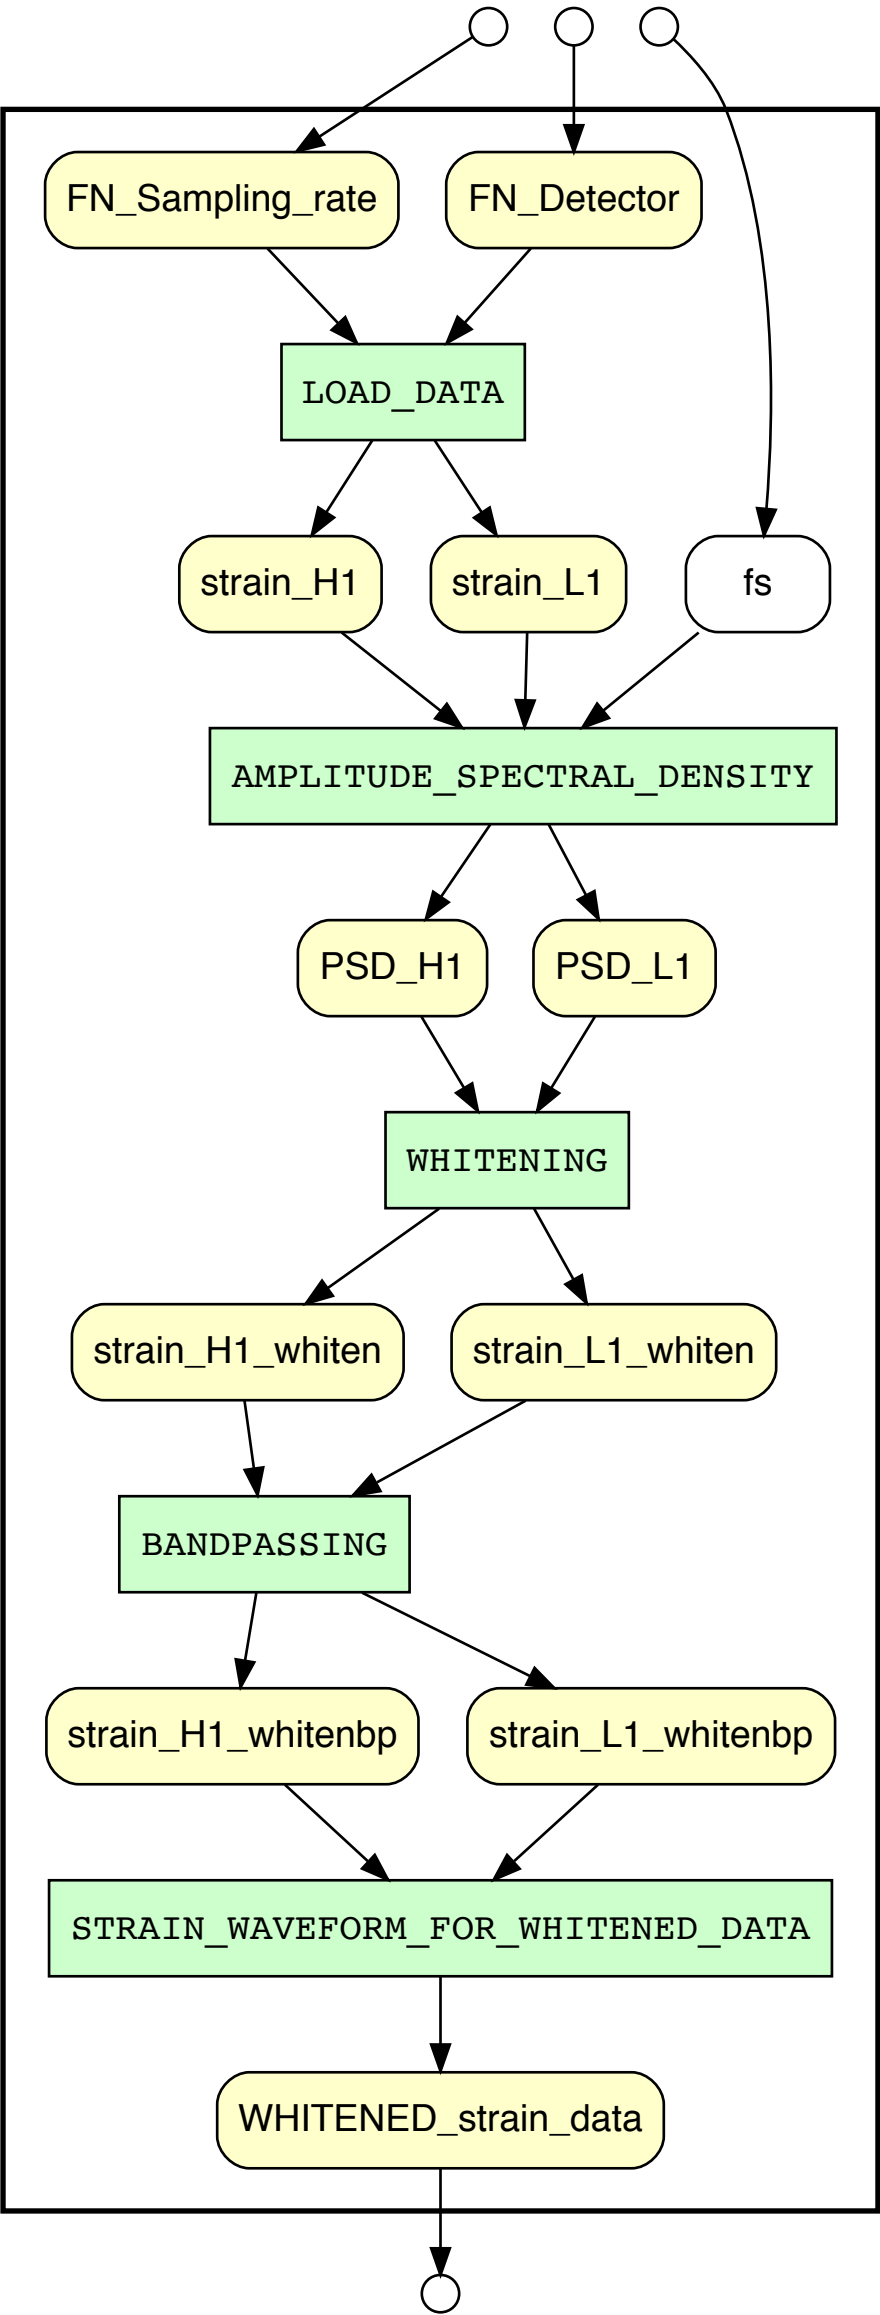 FN_Sampling_rate
FN_Detector
LOAD_DATA
strain_H1
strain_L1
fs
AMPLITUDE_SPECTRAL_DENSITY
PSD_H1
PSD_L1
WHITENING
strain_H1_whiten
strain_L1_whiten
BANDPASSING
strain_H1_whitenbp
strain_L1_whitenbp
STRAIN_WAVEFORM_FOR_WHITENED_DATA
WHITENED_strain_data